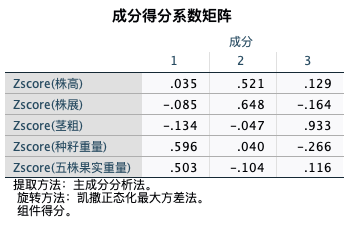 成分得分系数矩阵
成分
1 2 3
Zscore(株高) .035 .521 .129
Zscore(株展) -.085 .648 -.164
Zscore(茎粗) -.134 -.047 .933
Zscore(种籽重量) .596 .040 -.266
Zscore(五株果实重量) .503 -.104 .116
提取方法：主成分分析法。
旋转方法：凯撒正态化最大方差法。
组件得分。